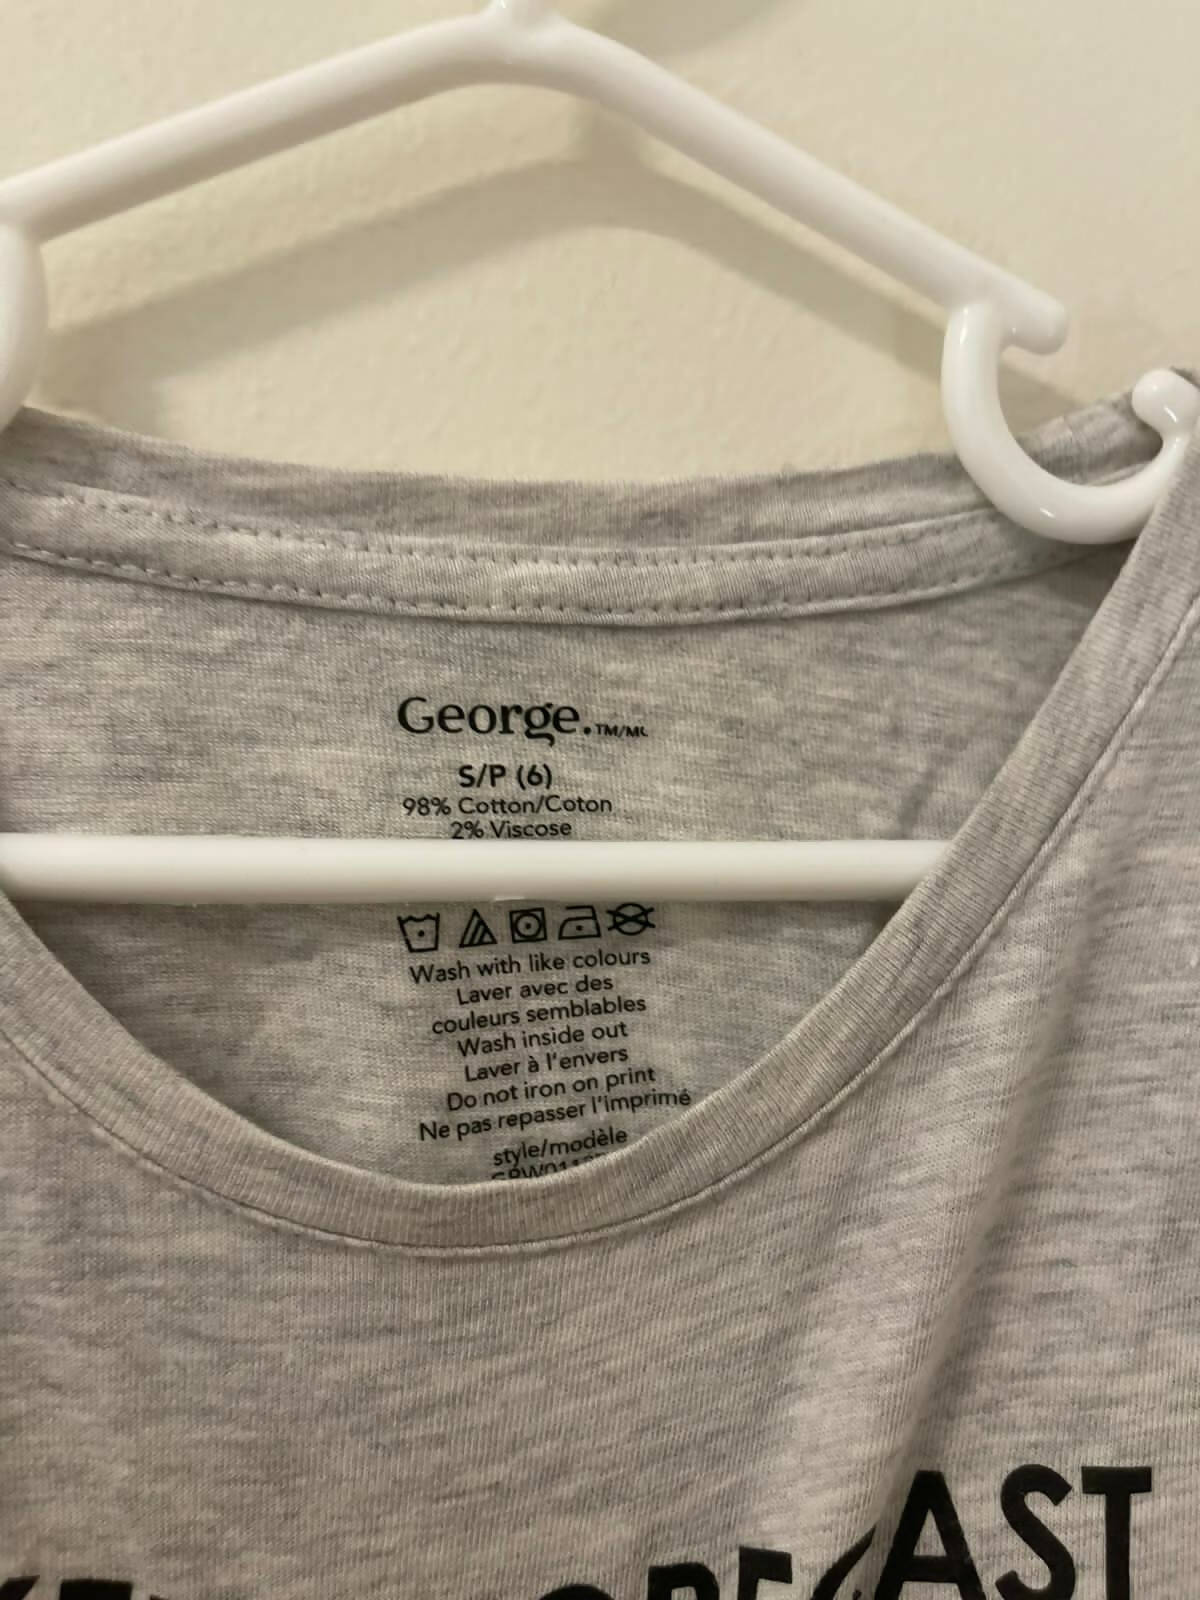 George.™/MC
S/P (6)
98% Cotton/Coton
2% Viscose
Wash with like colours
Laver avec des
couleurs semblables
Wash inside out
Laver à l'envers
Do not iron on print
Ne pas repasser l'imprimé
style/modèle